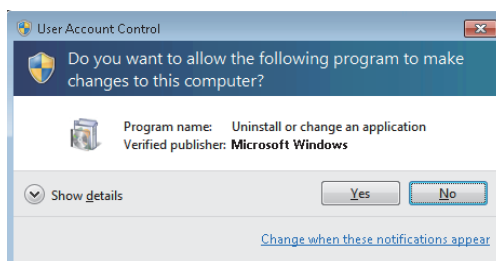 User Account Control
Do you want to allow the following program to make
changes to this computer?
Program name: Uninstall or change an application
Verified publisher: Microsoft Windows
Show details
Yes
No
Change when these notifications appear